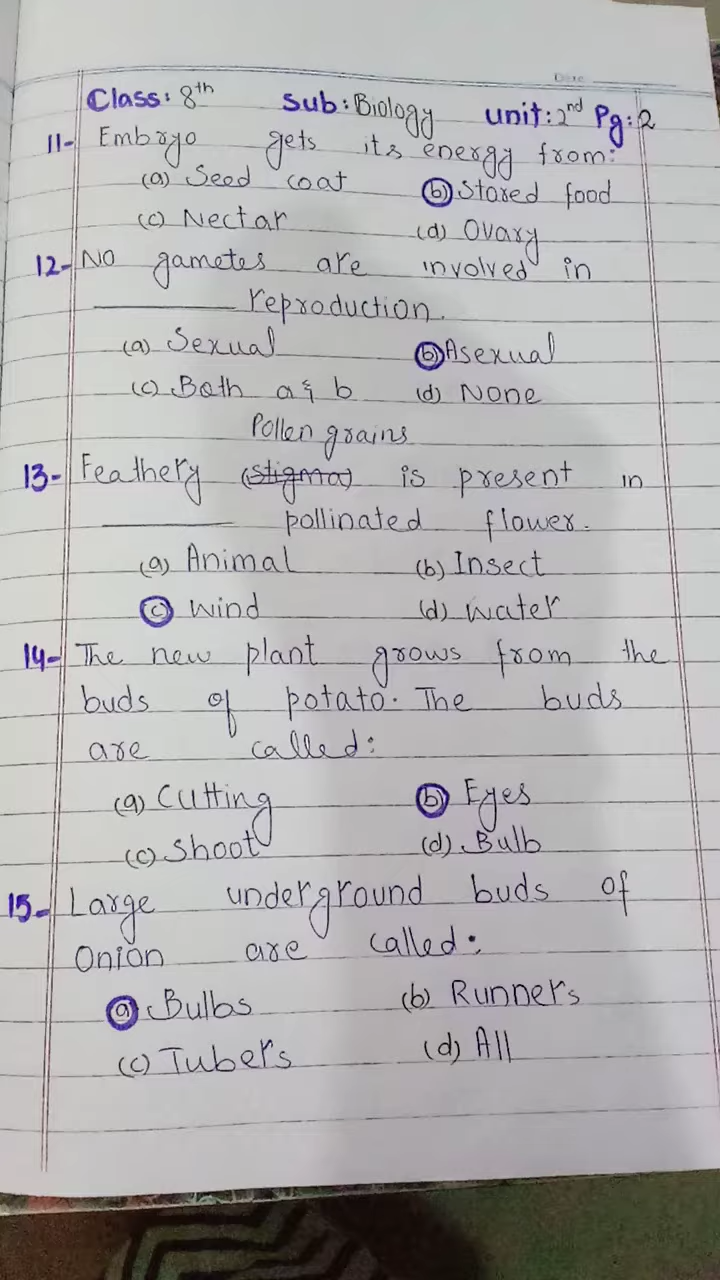 Date
Class: 8th Sub: Biology unit: 2nd Pg: 2
11- Embryo gets its energy from:
(a) Seed coat (b) Stored food
(c) Nectar (d) Ovary
12- No gametes are involved in
________ reproduction.
(a) Sexual (b) Asexual
(c) Both a & b (d) None
Pollen grains
13- Feathery (stigma) is present in
________ pollinated flower.
(a) Animal (b) Insect
(c) Wind (d) Water
14- The new plant grows from the
buds of potato. The buds
are called:
(a) Cutting (b) Eyes
(c) Shoot (d) Bulb
15- Large underground buds of
Onion are called:
(a) Bulbs (b) Runners
(c) Tubers (d) All